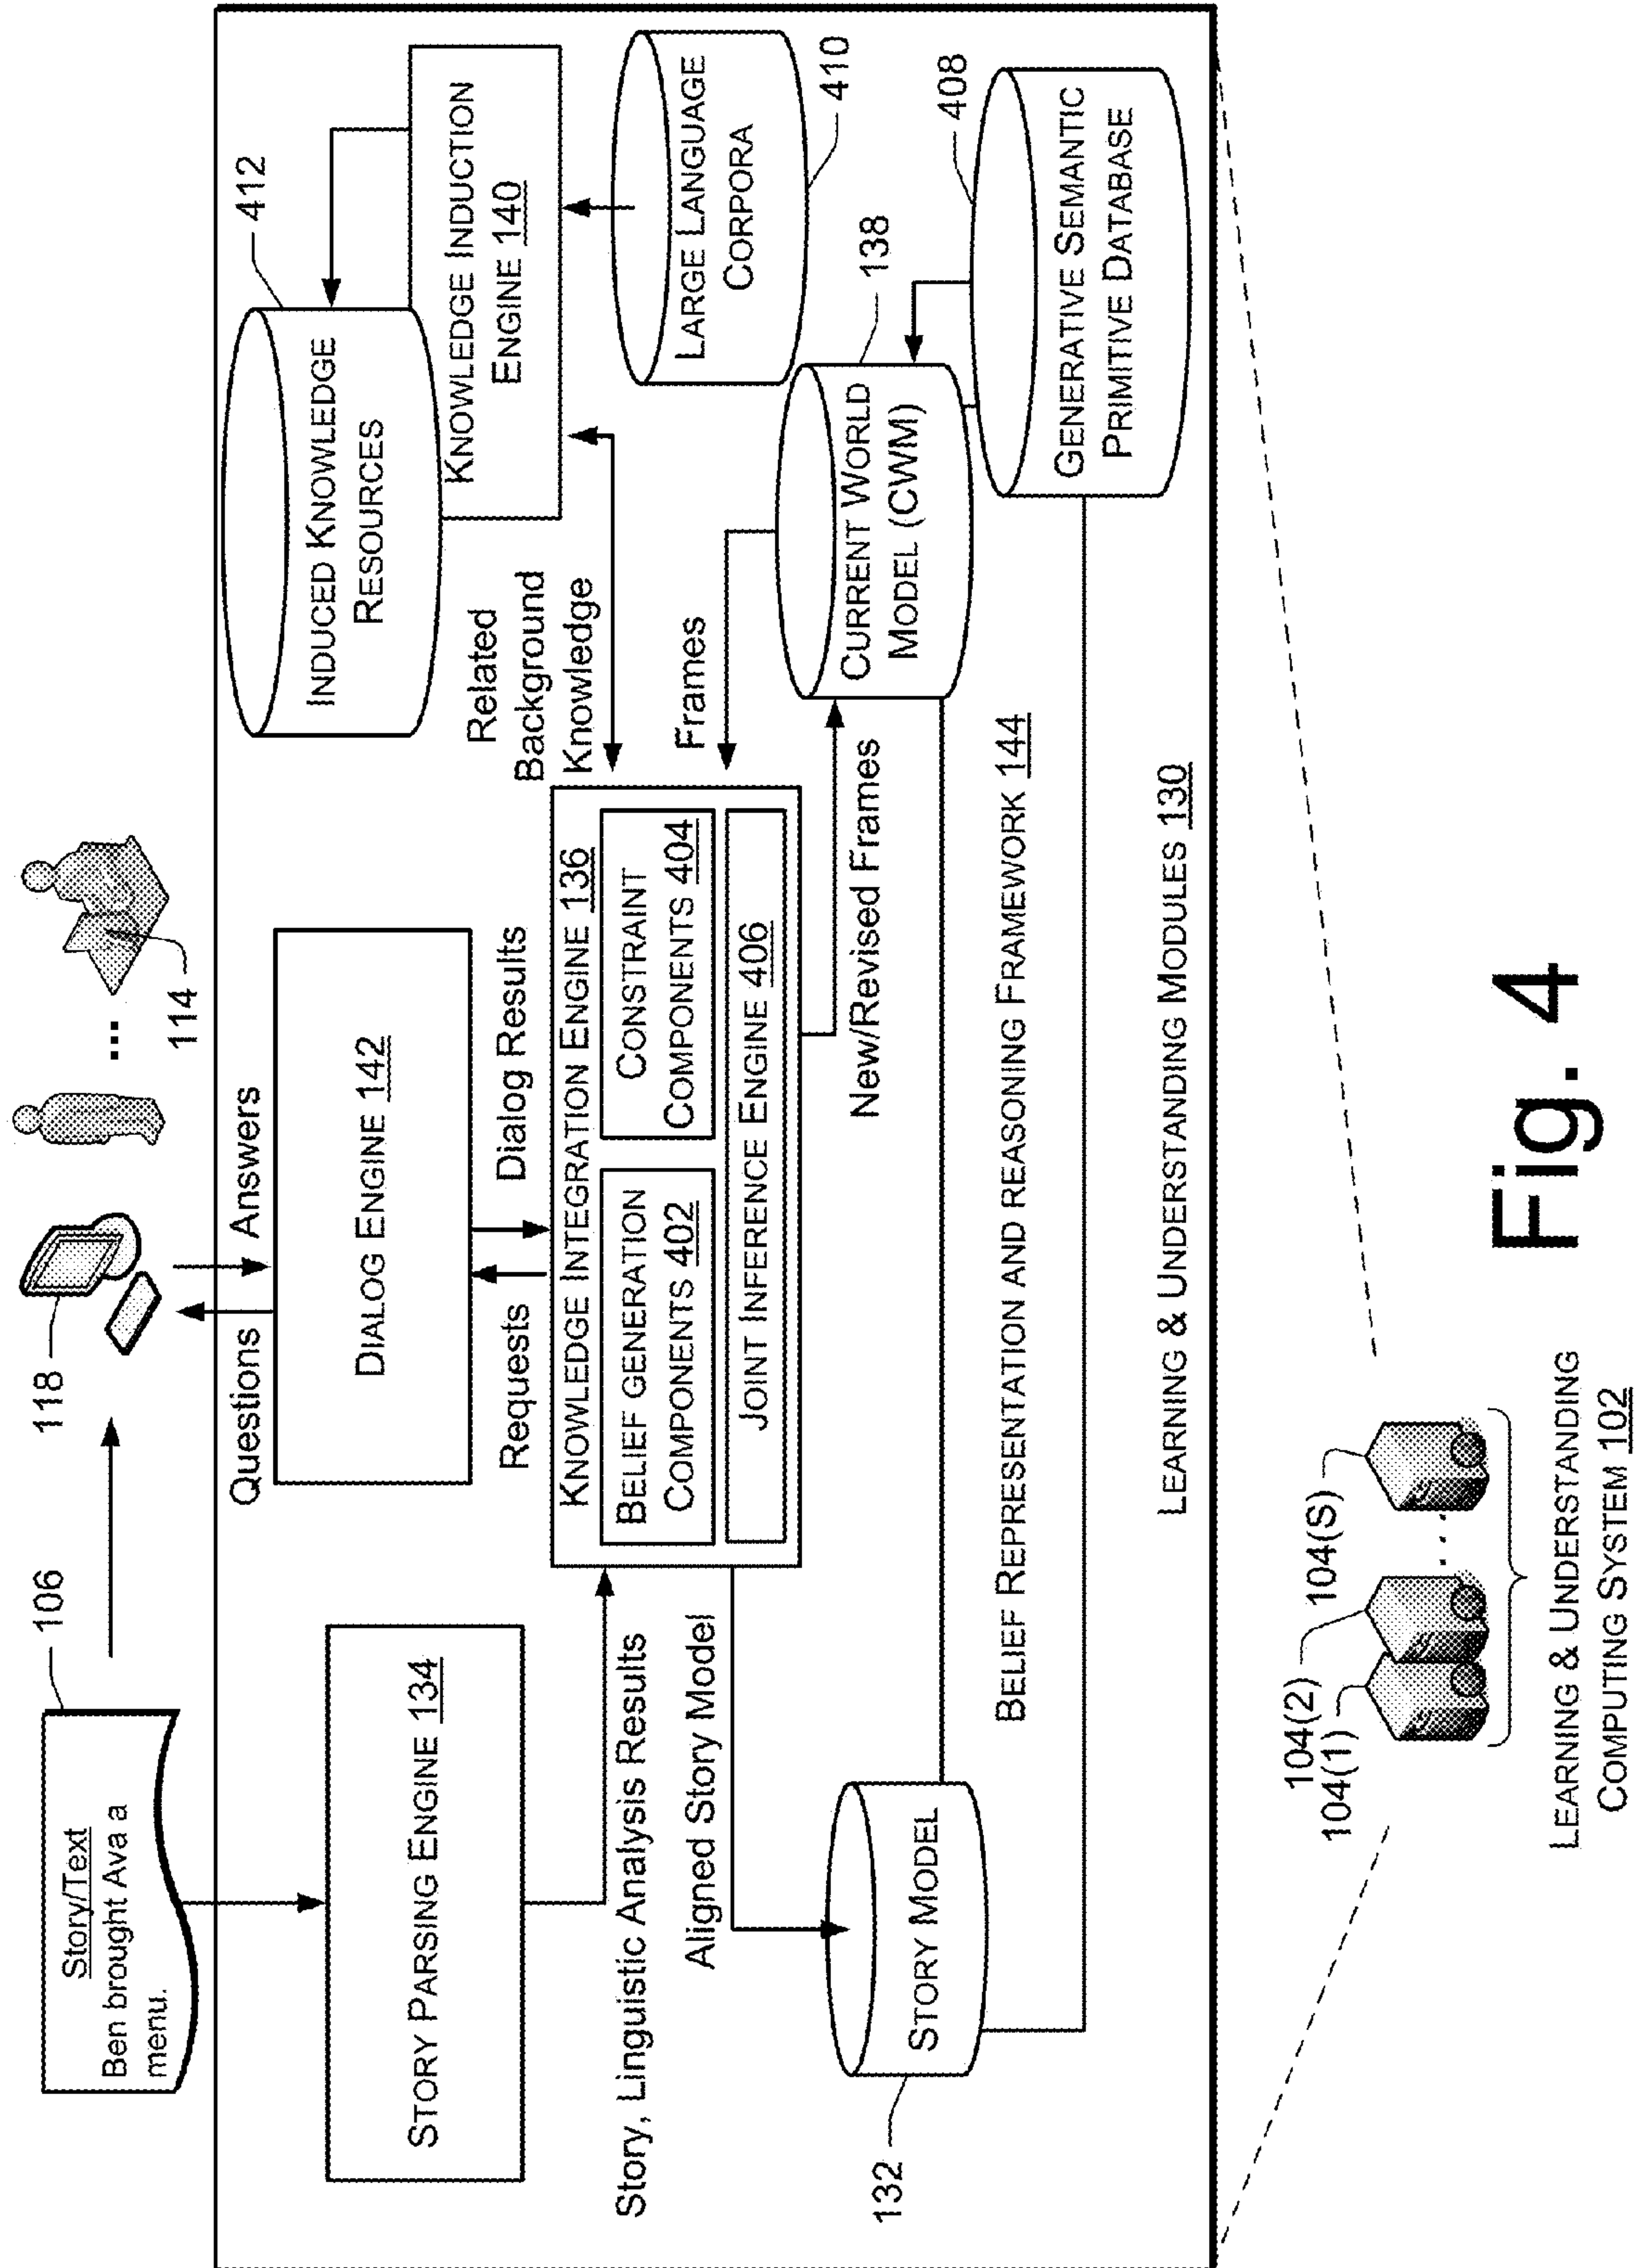 Story/Text
Ben brought Ava a
menu.
106
118
114
...
Questions
Answers
412
STORY PARSING ENGINE 134
DIALOG ENGINE 142
INDUCED KNOWLEDGE
RESOURCES
KNOWLEDGE INDUCTION
ENGINE 140
Requests
Dialog Results
Related
Background
Knowledge
Story, Linguistic Analysis Results
KNOWLEDGE INTEGRATION ENGINE 136
BELIEF GENERATION
COMPONENTS 402
CONSTRAINT
COMPONENTS 404
JOINT INFERENCE ENGINE 406
LARGE LANGUAGE
CORPORA
410
Aligned Story Model
Frames
New/Revised Frames
132
STORY MODEL
CURRENT WORLD
MODEL (CWM)
138
408
GENERATIVE SEMANTIC
PRIMITIVE DATABASE
BELIEF REPRESENTATION AND REASONING FRAMEWORK 144
LEARNING & UNDERSTANDING MODULES 130
104(1)
104(2)
104(S)
...
LEARNING & UNDERSTANDING
COMPUTING SYSTEM 102
Fig. 4